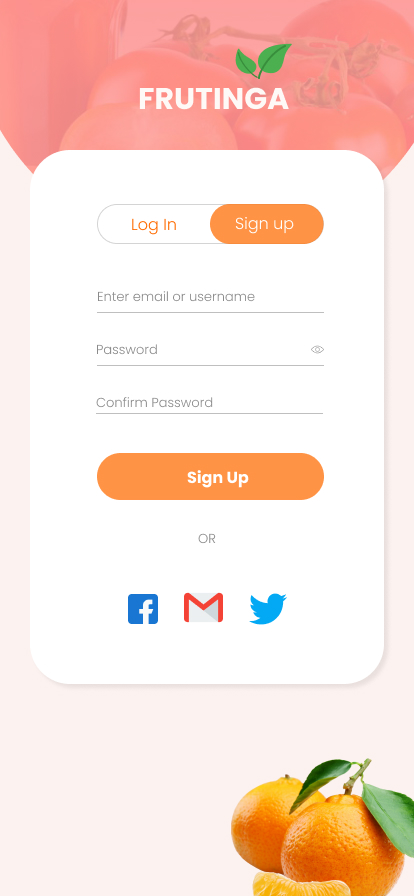 FRUTINGA
Log In
Sign up
Enter email or username
Password
Confirm Password
Sign Up
OR